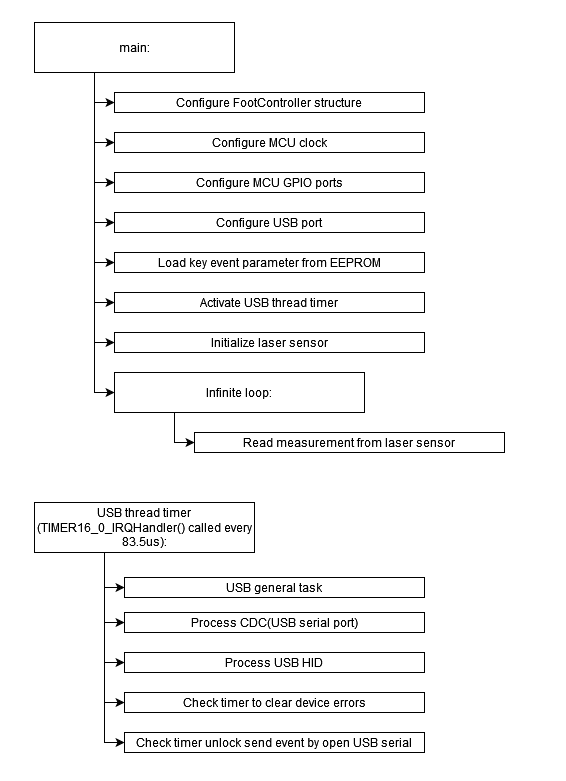 main:
Configure FootController structure
Configure MCU clock
Configure MCU GPIO ports
Configure USB port
Load key event parameter from EEPROM
Activate USB thread timer
Initialize laser sensor
Infinite loop:
Read measurement from laser sensor
USB thread timer
(TIMER16_0_IRQHandler() called every
83.5us):
USB general task
Process CDC(USB serial port)
Process USB HID
Check timer to clear device errors
Check timer unlock send event by open USB serial